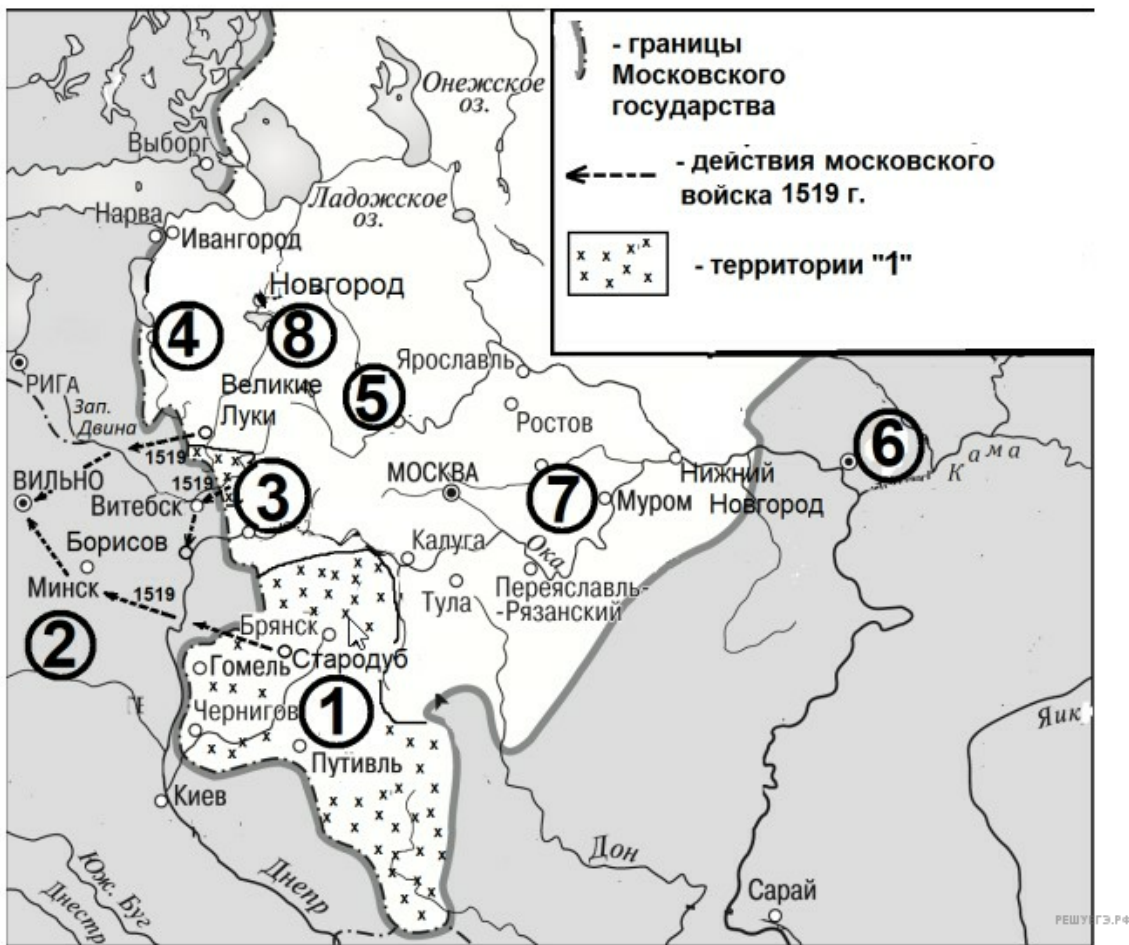 - границы
Московского
государства
- действия московского
войска 1519 г.
x x x x
x x x
- территории "1"
Онежское
оз.
Выборг
Ладожское
оз.
Нарва
Ивангород
Новгород
4
8
Ярославль
РИГА
Великие
Луки
5
Зап.
Двина
Ростов
6
Кама
1519
МОСКВА
Нижний
Новгород
ВИЛЬНО
1519
3
7
Муром
Витебск
Борисов
Калуга
Ока
Минск
1519
Тула
Переяславль-
-Рязанский
2
Брянск
Гомель
Стародуб
1
Чернигов
Яик
Путивль
Киев
Дон
Юж. Буг
Днестр
Днепр
Сарай
РЕШУЕГЭ.РФ